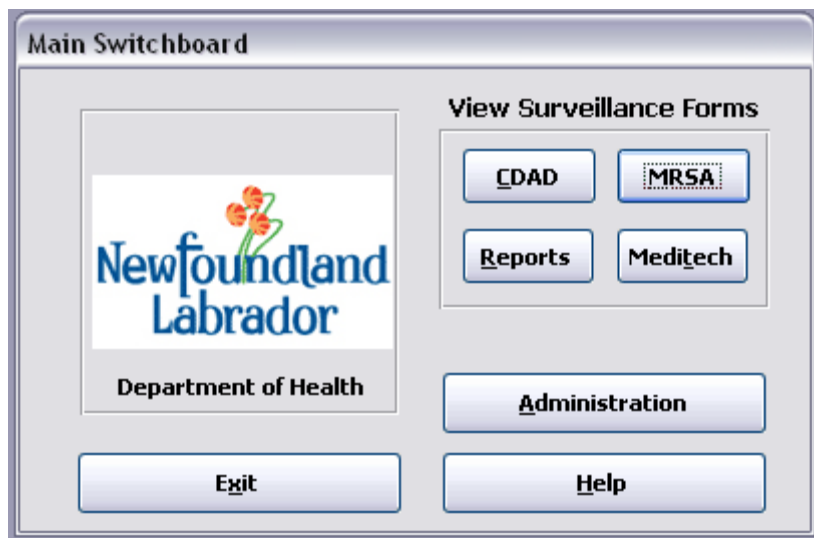 Main Switchboard
View Surveillance Forms
CDAD
MRSA
Reports
Meditech
Newfoundland
Labrador
Department of Health
Administration
Exit
Help